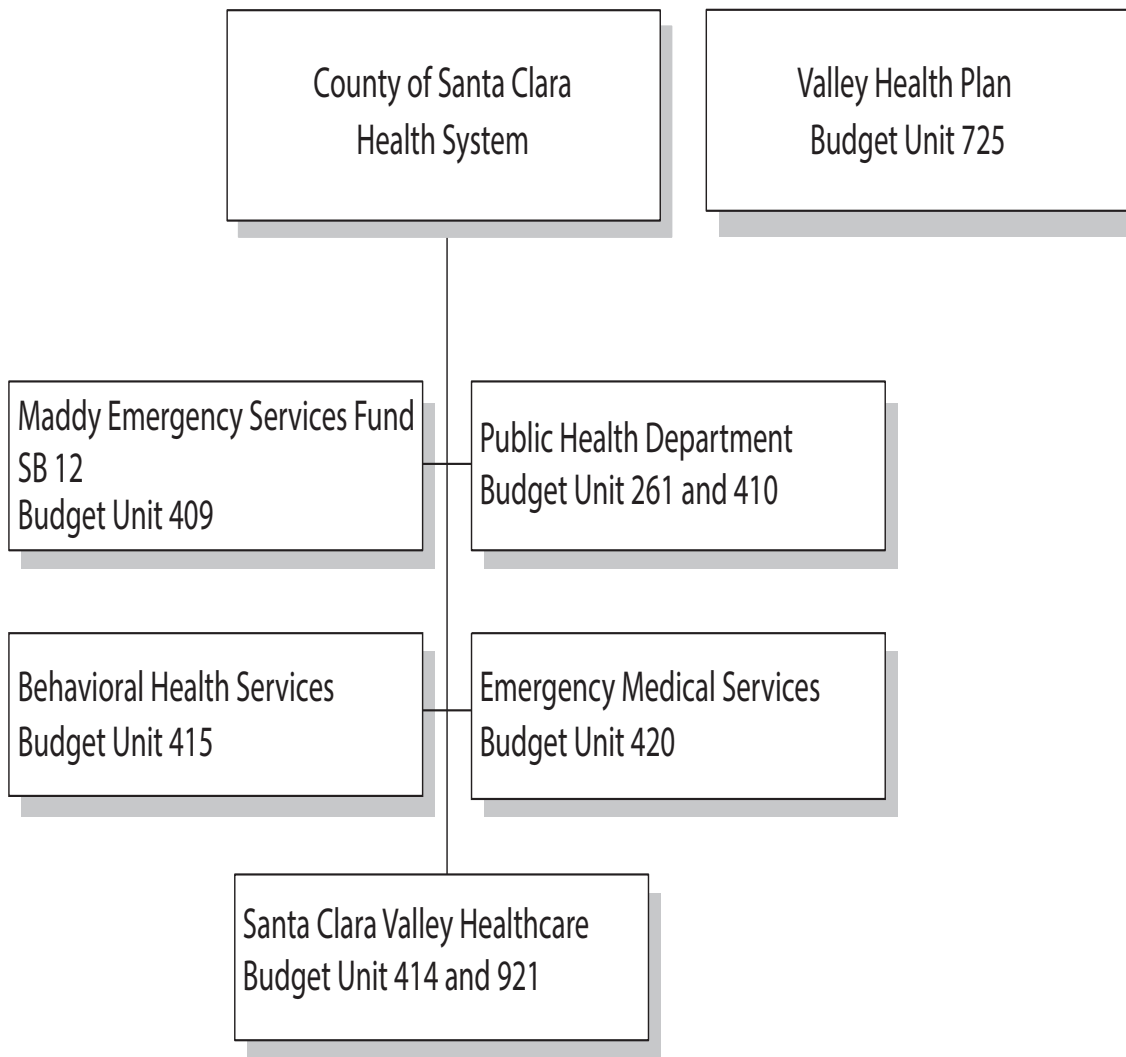 County of Santa Clara
Health System
Valley Health Plan
Budget Unit 725
Maddy Emergency Services Fund
SB 12
Budget Unit 409
Public Health Department
Budget Unit 261 and 410
Behavioral Health Services
Budget Unit 415
Emergency Medical Services
Budget Unit 420
Santa Clara Valley Healthcare
Budget Unit 414 and 921